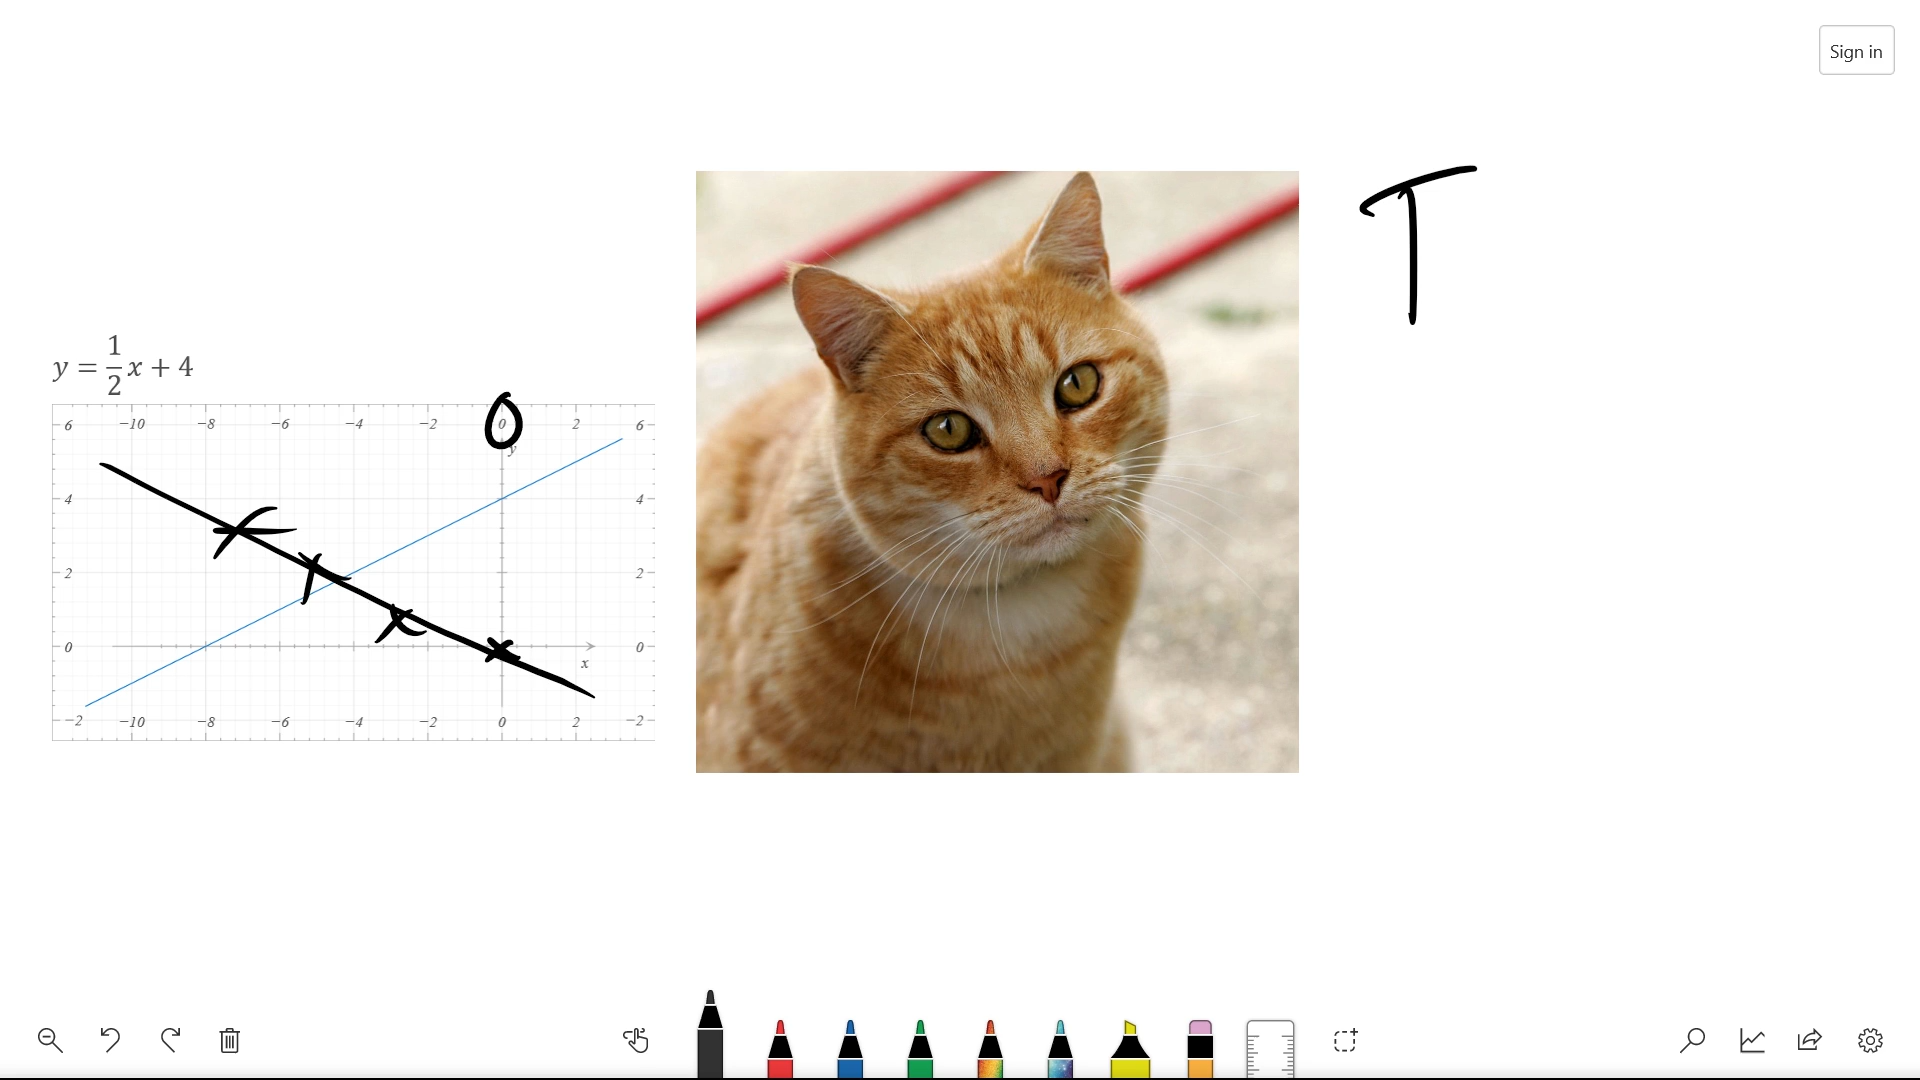 Sign in
T
y = 1/2 x + 4
6 −10 −8 −6 −4 −2 0 2 6
y
4 4
2 2
0 0
x
−2 −10 −8 −6 −4 −2 0 2 −2